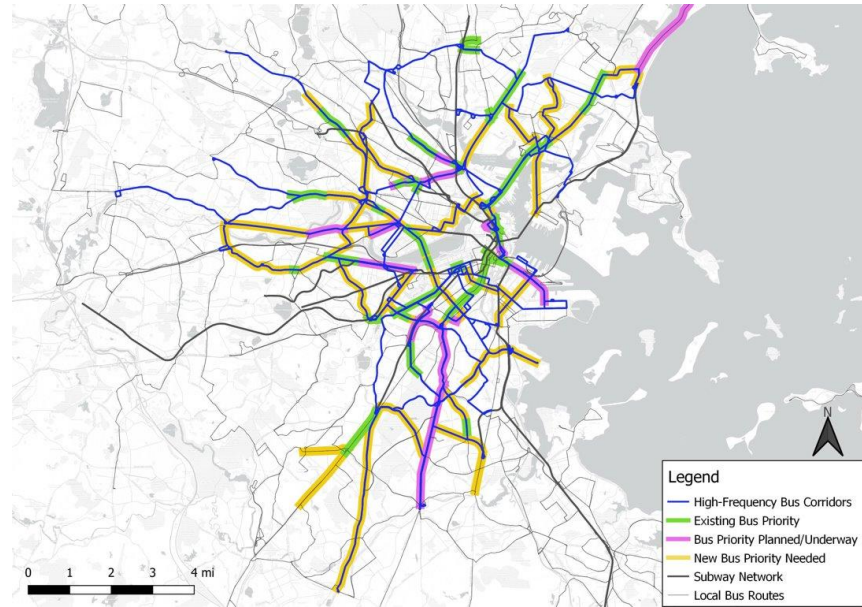 N
Legend
High-Frequency Bus Corridors
Existing Bus Priority
Bus Priority Planned/Underway
New Bus Priority Needed
Subway Network
Local Bus Routes
0 1 2 3 4 mi